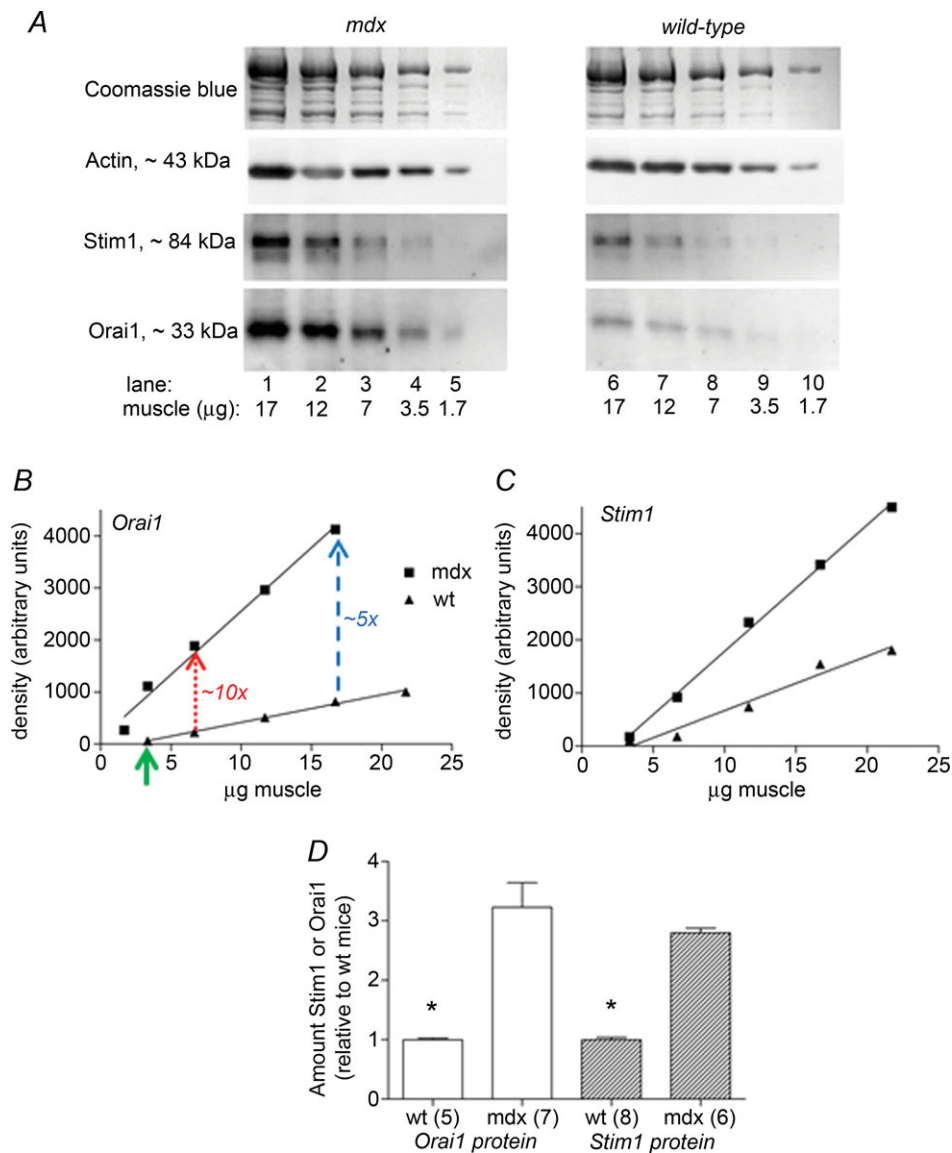 A
mdx
wild-type
Coomassie blue
Actin, ~ 43 kDa
Stim1, ~ 84 kDa
Orai1, ~ 33 kDa
lane: 1 2 3 4 5 6 7 8 9 10
muscle (μg): 17 12 7 3.5 1.7 17 12 7 3.5 1.7
B
Orai1
density (arbitrary units)
4000
3000
2000
1000
0
~10x
~5x
mdx
wt
0 5 10 15 20 25
μg muscle
C
Stim1
density (arbitrary units)
4000
3000
2000
1000
0
0 5 10 15 20 25
μg muscle
D
Amount Stim1 or Orai1
(relative to wt mice)
4
3
2
1
0
* *
wt (5) mdx (7) wt (8) mdx (6)
Orai1 protein Stim1 protein